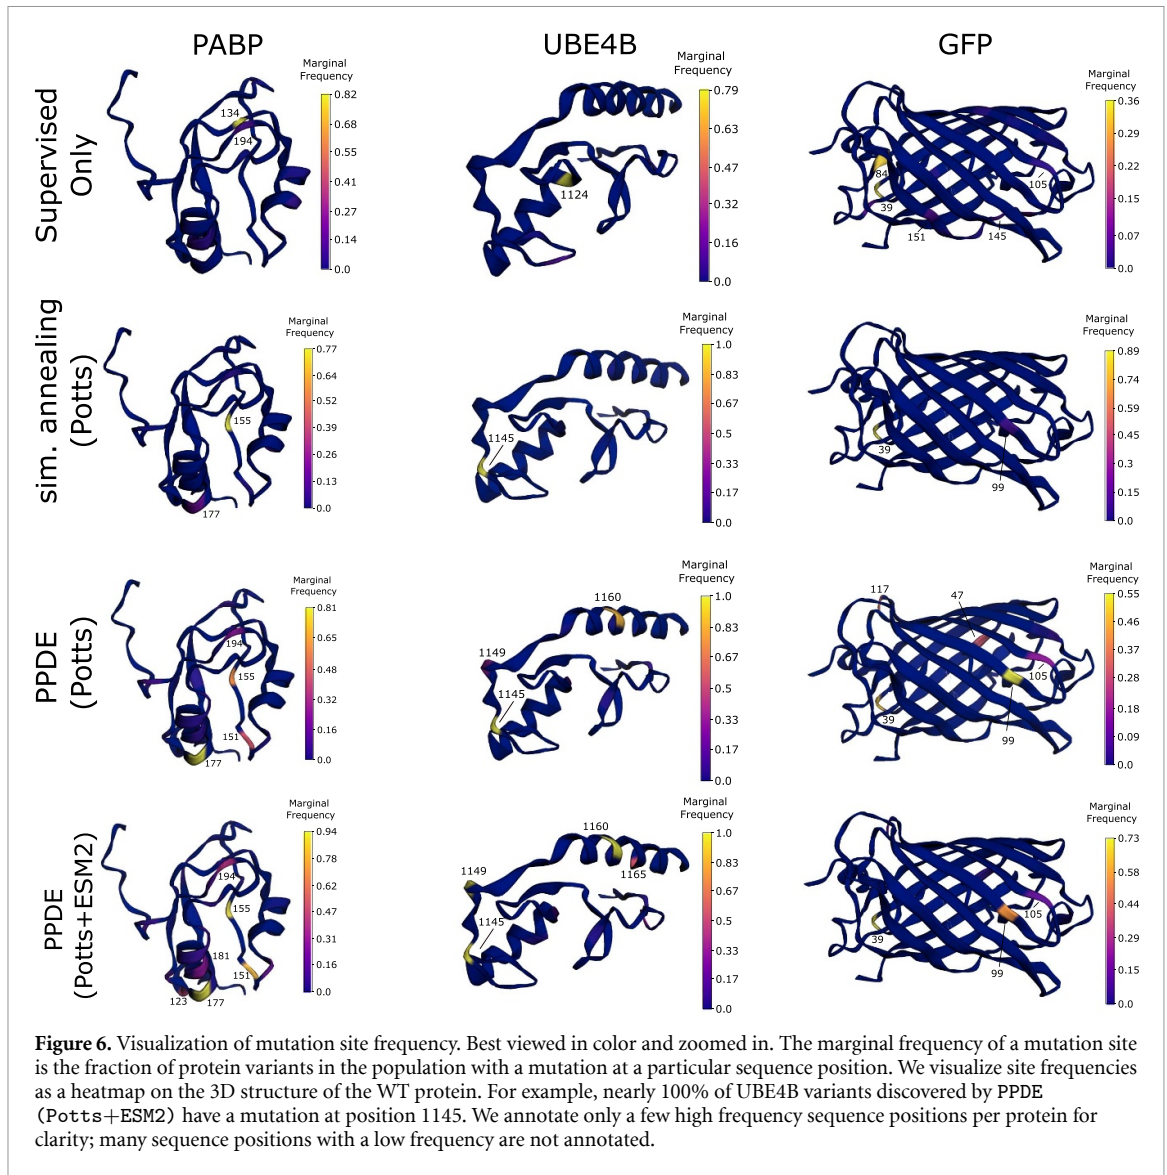 PABP
UBE4B
GFP
Supervised
Only
Marginal
Frequency
0.82
0.68
0.55
0.41
0.27
0.14
0.0
134
194
Marginal
Frequency
0.79
0.63
0.47
0.32
0.16
0.0
1124
Marginal
Frequency
0.36
0.29
0.22
0.15
0.07
0.0
84
39
151
145
105
sim. annealing
(Potts)
Marginal
Frequency
0.77
0.64
0.52
0.39
0.26
0.13
0.0
155
177
Marginal
Frequency
1.0
0.83
0.67
0.5
0.33
0.17
0.0
1145
Marginal
Frequency
0.89
0.74
0.59
0.45
0.3
0.15
0.0
39
99
PPDE
(Potts)
Marginal
Frequency
0.81
0.65
0.48
0.32
0.16
0.0
194
155
151
177
Marginal
Frequency
1.0
0.83
0.67
0.5
0.33
0.17
0.0
1160
1149
1145
Marginal
Frequency
0.55
0.46
0.37
0.28
0.18
0.09
0.0
117
47
105
39
99
PPDE
(Potts+ESM2)
Marginal
Frequency
0.94
0.78
0.62
0.47
0.31
0.16
0.0
194
155
181
151
123
177
Marginal
Frequency
1.0
0.83
0.67
0.5
0.33
0.17
0.0
1160
1165
1149
1145
Marginal
Frequency
0.73
0.58
0.44
0.29
0.15
0.0
105
39
99
Figure 6. Visualization of mutation site frequency. Best viewed in color and zoomed in. The marginal frequency of a mutation site
is the fraction of protein variants in the population with a mutation at a particular sequence position. We visualize site frequencies
as a heatmap on the 3D structure of the WT protein. For example, nearly 100% of UBE4B variants discovered by PPDE
(Potts+ESM2) have a mutation at position 1145. We annotate only a few high frequency sequence positions per protein for
clarity; many sequence positions with a low frequency are not annotated.